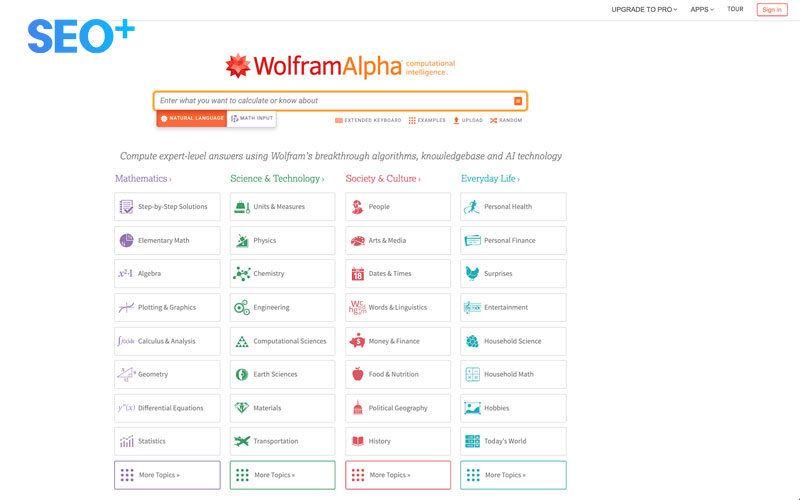 UPGRADE TO PRO APPS TOUR Sign in
SEO+
WolframAlpha computational intelligence.
Enter what you want to calculate or know about
NATURAL LANGUAGE MATH INPUT EXTENDED KEYBOARD EXAMPLES UPLOAD RANDOM
Compute expert-level answers using Wolfram's breakthrough algorithms, knowledgebase and AI technology
Mathematics › Science & Technology › Society & Culture › Everyday Life ›
Step-by-Step Solutions Units & Measures People Personal Health
Elementary Math Physics Arts & Media Personal Finance
x²-1 Algebra Chemistry 18 Dates & Times Surprises
Plotting & Graphics Engineering Words & Linguistics Entertainment
Calculus & Analysis Computational Sciences Money & Finance Household Science
Geometry Earth Sciences Food & Nutrition Household Math
y″(x) Differential Equations Materials Political Geography Hobbies
Statistics Transportation History Today's World
More Topics » More Topics » More Topics » More Topics »